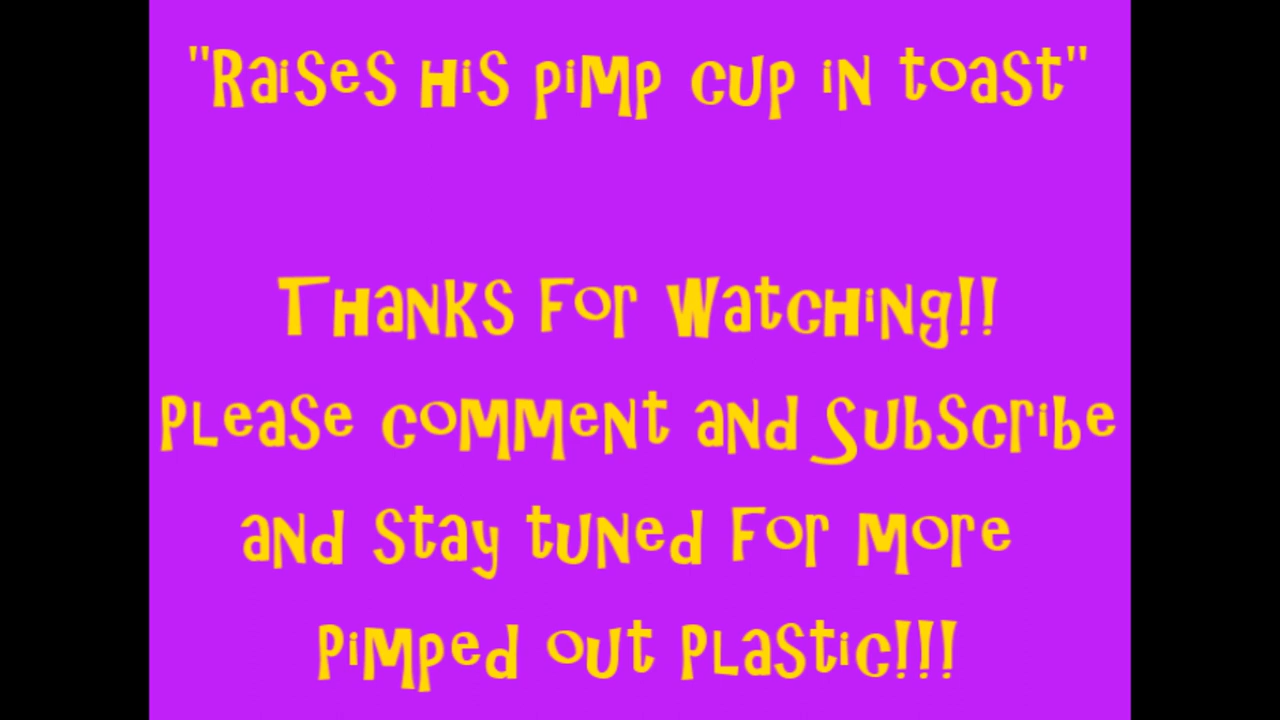 "Raises His pimp cup in toast"
Thanks For Watching!!
Please comment and Subscribe
and stay tuned For More
pimped out plastic!!!